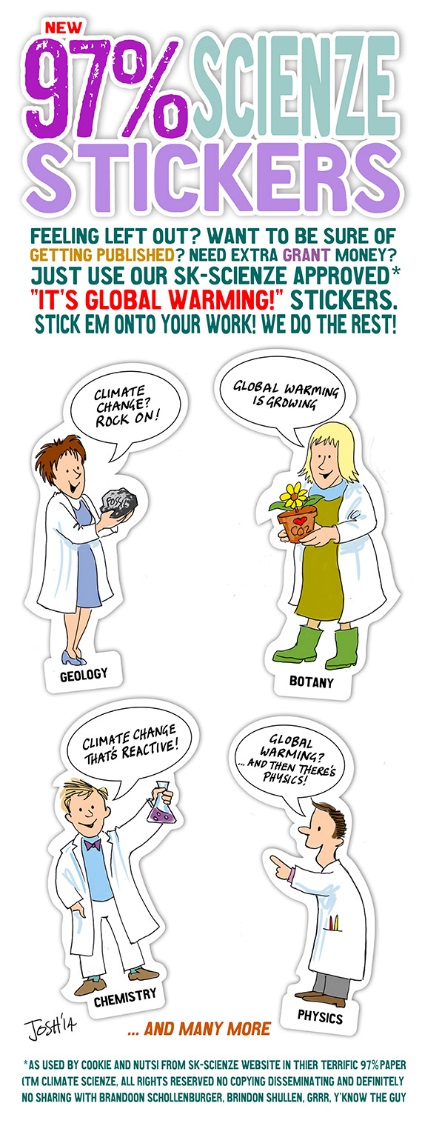 NEW
97% SCIENZE
STICKERS
FEELING LEFT OUT? WANT TO BE SURE OF
GETTING PUBLISHED? NEED EXTRA GRANT MONEY?
JUST USE OUR SK-SCIENZE APPROVED*
"IT'S GLOBAL WARMING!" STICKERS.
STICK EM ONTO YOUR WORK! WE DO THE REST!
CLIMATE
CHANGE?
ROCK ON!
FOSSIL
GEOLOGY
GLOBAL WARMING
IS GROWING
CO2
BOTANY
CLIMATE CHANGE
THAT'S REACTIVE!
CHEMISTRY
GLOBAL
WARMING?
...AND THEN THERE'S
PHYSICS!
PHYSICS
JOSH'14
... AND MANY MORE
*AS USED BY COOKIE AND NUTSI FROM SK-SCIENZE WEBSITE IN THIER TERRIFIC 97% PAPER
(TM CLIMATE SCIENZE, ALL RIGHTS RESERVED NO COPYING DISSEMINATING AND DEFINITELY
NO SHARING WITH BRANDOON SCHOLLENBURGER, BRINDON SHULLEN, GRRR, Y'KNOW THE GUY